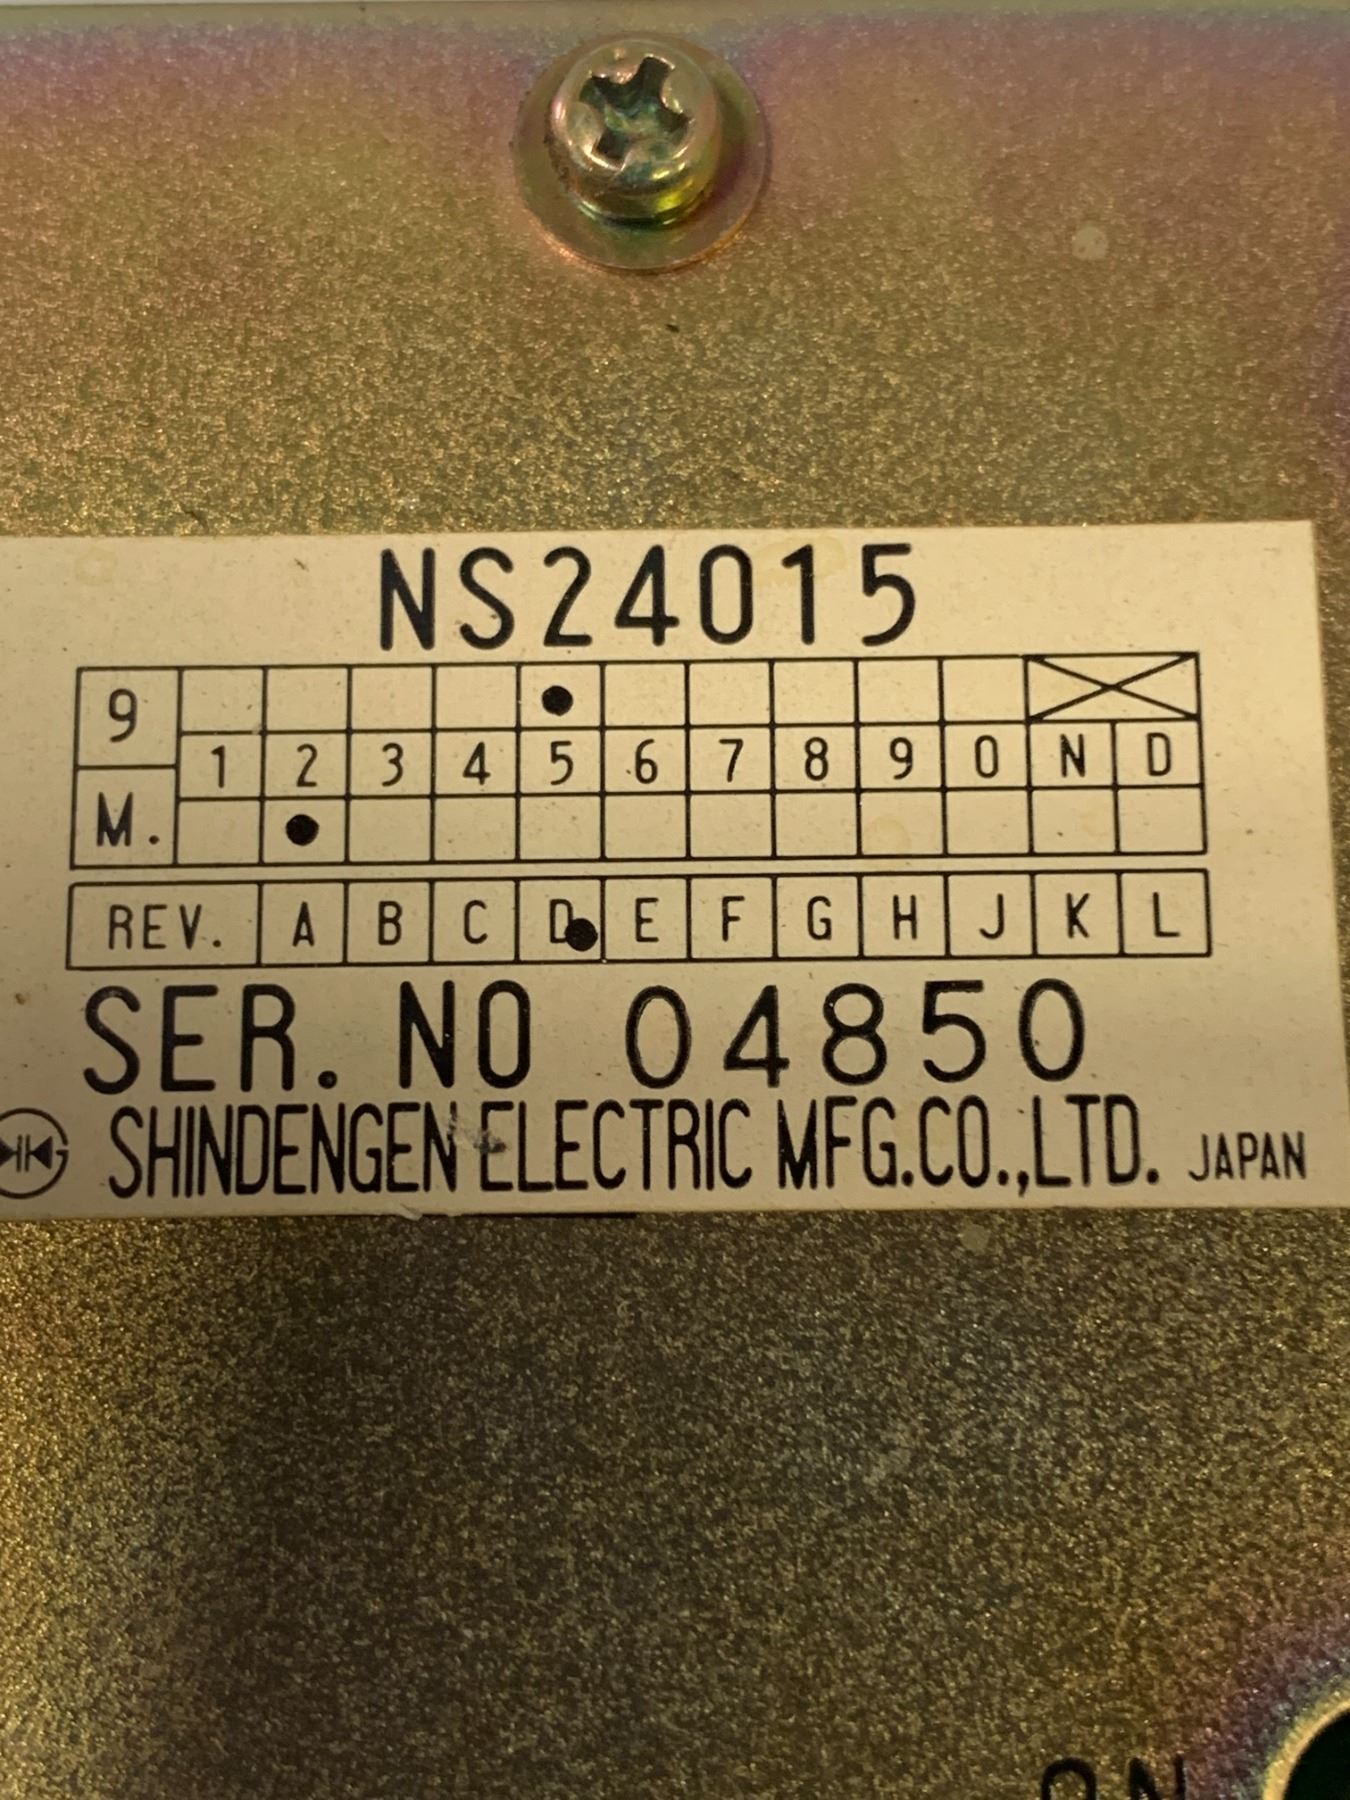 NS24015
9
1 2 3 4 5 6 7 8 9 0 N D
M.
REV. A B C D E F G H J K L
SER. NO 04850
SHINDENGEN ELECTRIC MFG.CO.,LTD. JAPAN
ON